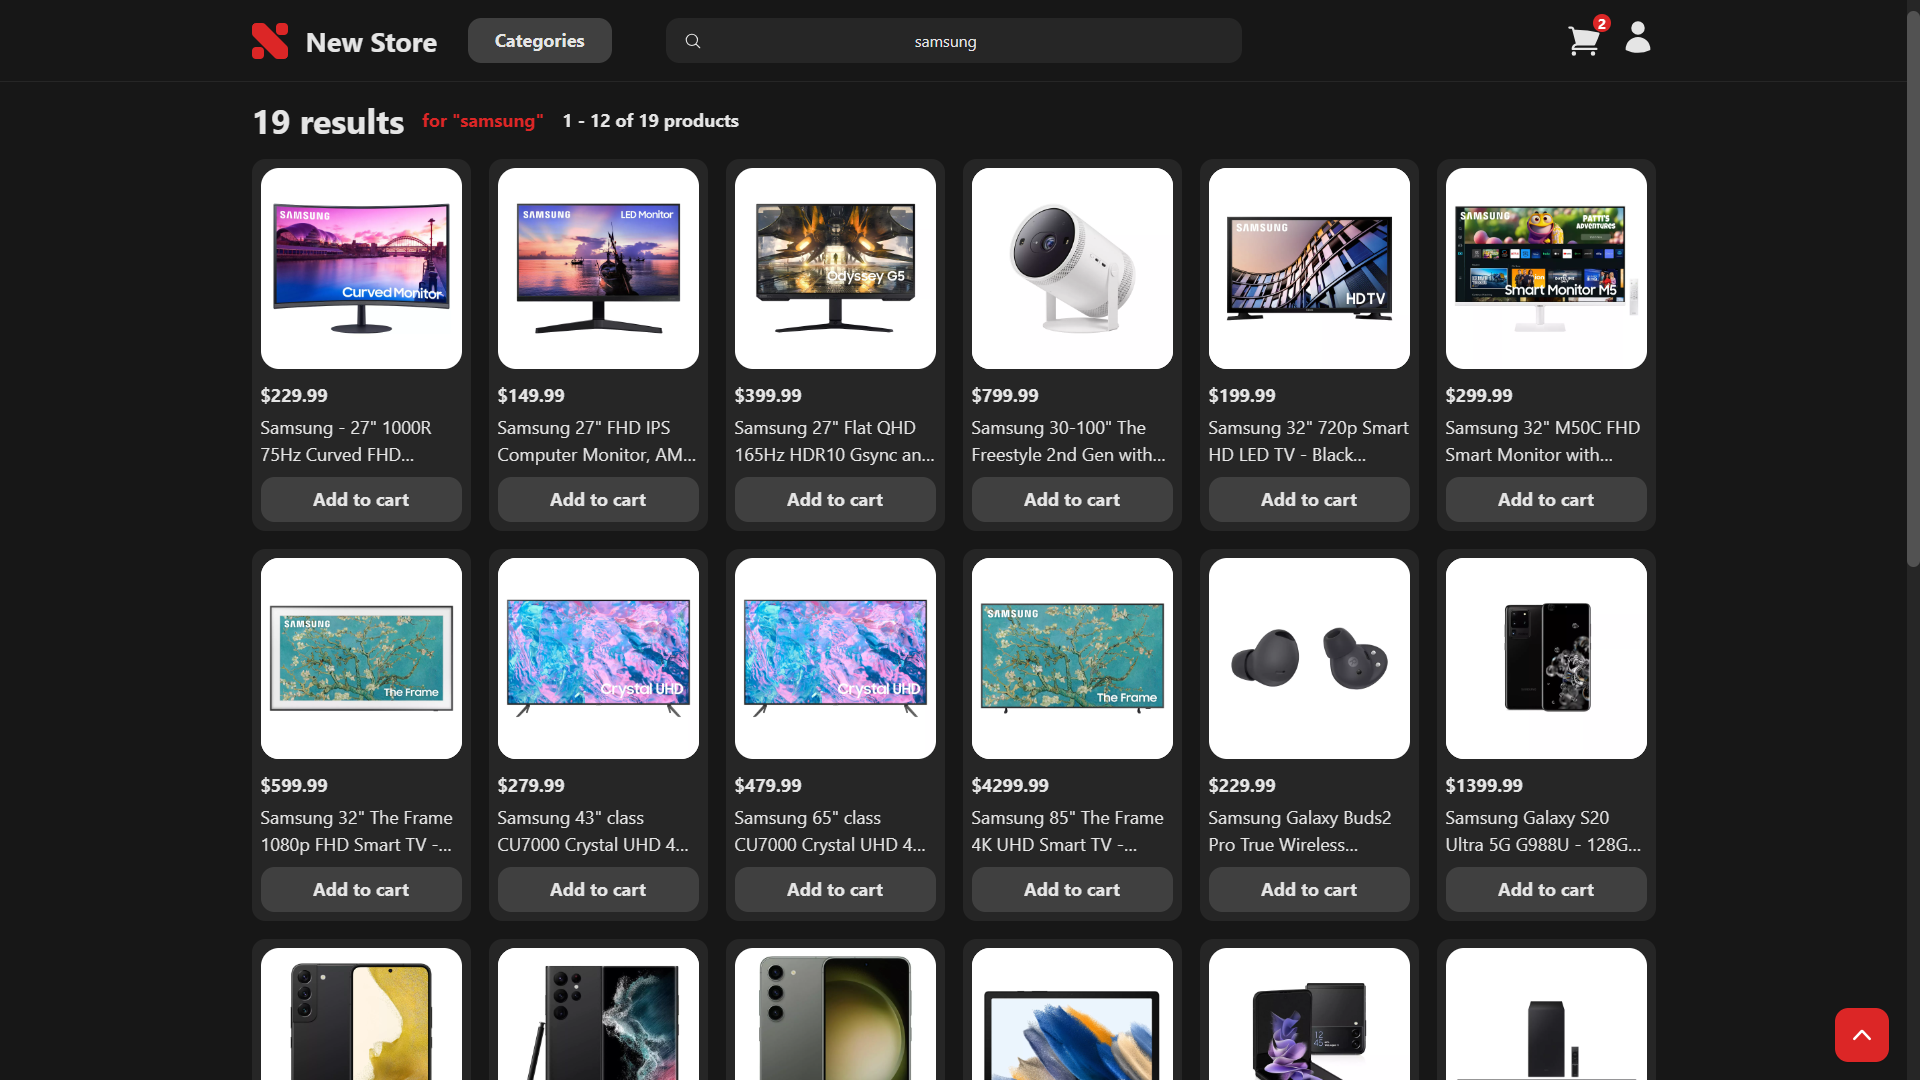 New Store
Categories
samsung
2
19 results for "samsung" 1 - 12 of 19 products
SAMSUNG
Curved Monitor
SAMSUNG LED Monitor
Odyssey G5
SAMSUNG
HDTV
SAMSUNG
PATTI'S ADVENTURES
Smart Monitor M5
$229.99
Samsung - 27" 1000R
75Hz Curved FHD...
Add to cart
$149.99
Samsung 27" FHD IPS
Computer Monitor, AM...
Add to cart
$399.99
Samsung 27" Flat QHD
165Hz HDR10 Gsync an...
Add to cart
$799.99
Samsung 30-100" The
Freestyle 2nd Gen with...
Add to cart
$199.99
Samsung 32" 720p Smart
HD LED TV - Black...
Add to cart
$299.99
Samsung 32" M50C FHD
Smart Monitor with...
Add to cart
SAMSUNG
The Frame
Crystal UHD
Crystal UHD
SAMSUNG
The Frame
$599.99
Samsung 32" The Frame
1080p FHD Smart TV -...
Add to cart
$279.99
Samsung 43" class
CU7000 Crystal UHD 4...
Add to cart
$479.99
Samsung 65" class
CU7000 Crystal UHD 4...
Add to cart
$4299.99
Samsung 85" The Frame
4K UHD Smart TV -...
Add to cart
$229.99
Samsung Galaxy Buds2
Pro True Wireless...
Add to cart
$1399.99
Samsung Galaxy S20
Ultra 5G G988U - 128G...
Add to cart